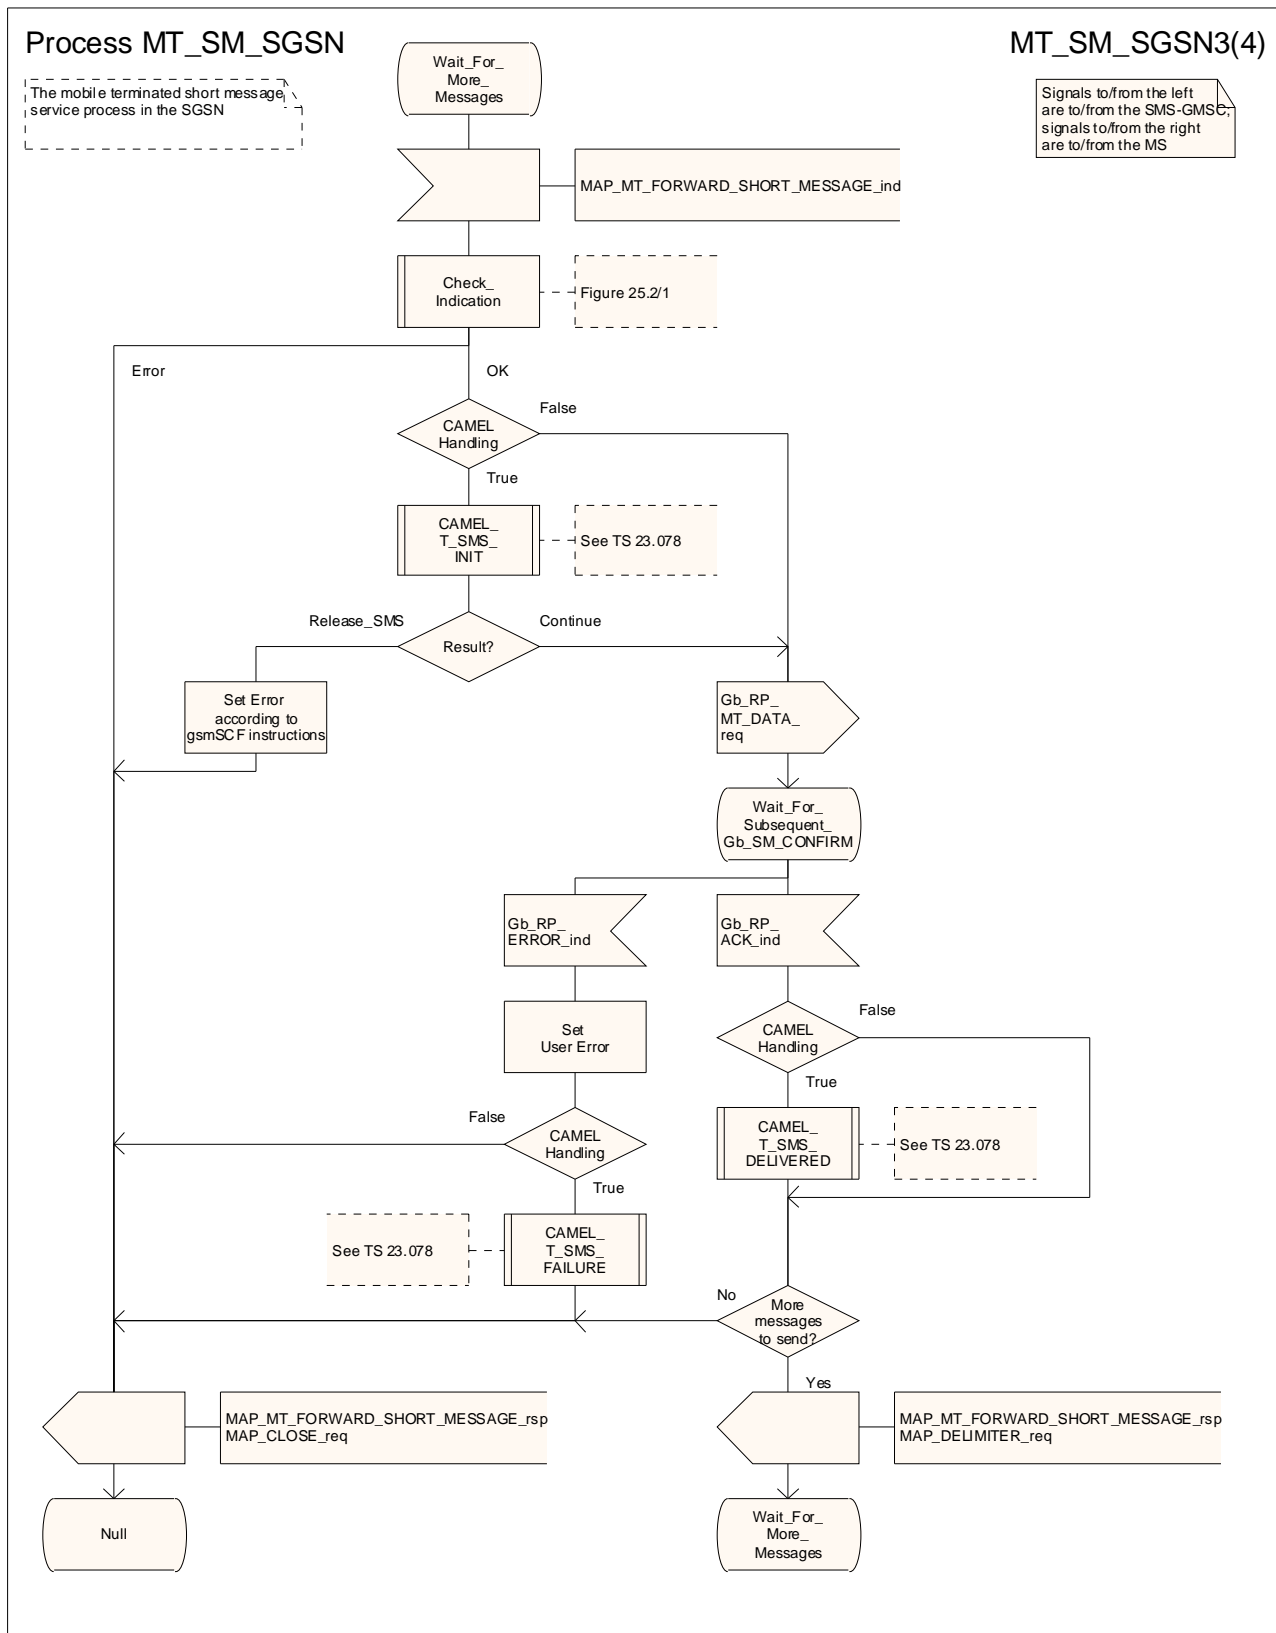 Process MT_SM_SGSN
MT_SM_SGSN3(4)
The mobile terminated short message
service process in the SGSN
Wait_For_
More_
Messages
Signals to/from the left
are to/from the SMS-GMSC;
signals to/from the right
are to/from the MS
MAP_MT_FORWARD_SHORT_MESSAGE_ind
Check_
Indication
Figure 25.2/1
Error
OK
CAMEL
Handling
False
True
CAMEL_
T_SMS_
INIT
See TS 23.078
Release_SMS
Result?
Continue
Set Error
according to
gsmSCF instructions
Gb_RP_
MT_DATA_
req
Wait_For_
Subsequent_
Gb_SM_CONFIRM
Gb_RP_
ERROR_ind
Gb_RP_
ACK_ind
Set
User Error
CAMEL
Handling
False
True
False
CAMEL
Handling
True
CAMEL_
T_SMS_
DELIVERED
See TS 23.078
See TS 23.078
CAMEL_
T_SMS_
FAILURE
No
More
messages
to send?
Yes
MAP_MT_FORWARD_SHORT_MESSAGE_rsp
MAP_CLOSE_req
MAP_MT_FORWARD_SHORT_MESSAGE_rsp
MAP_DELIMITER_req
Null
Wait_For_
More_
Messages